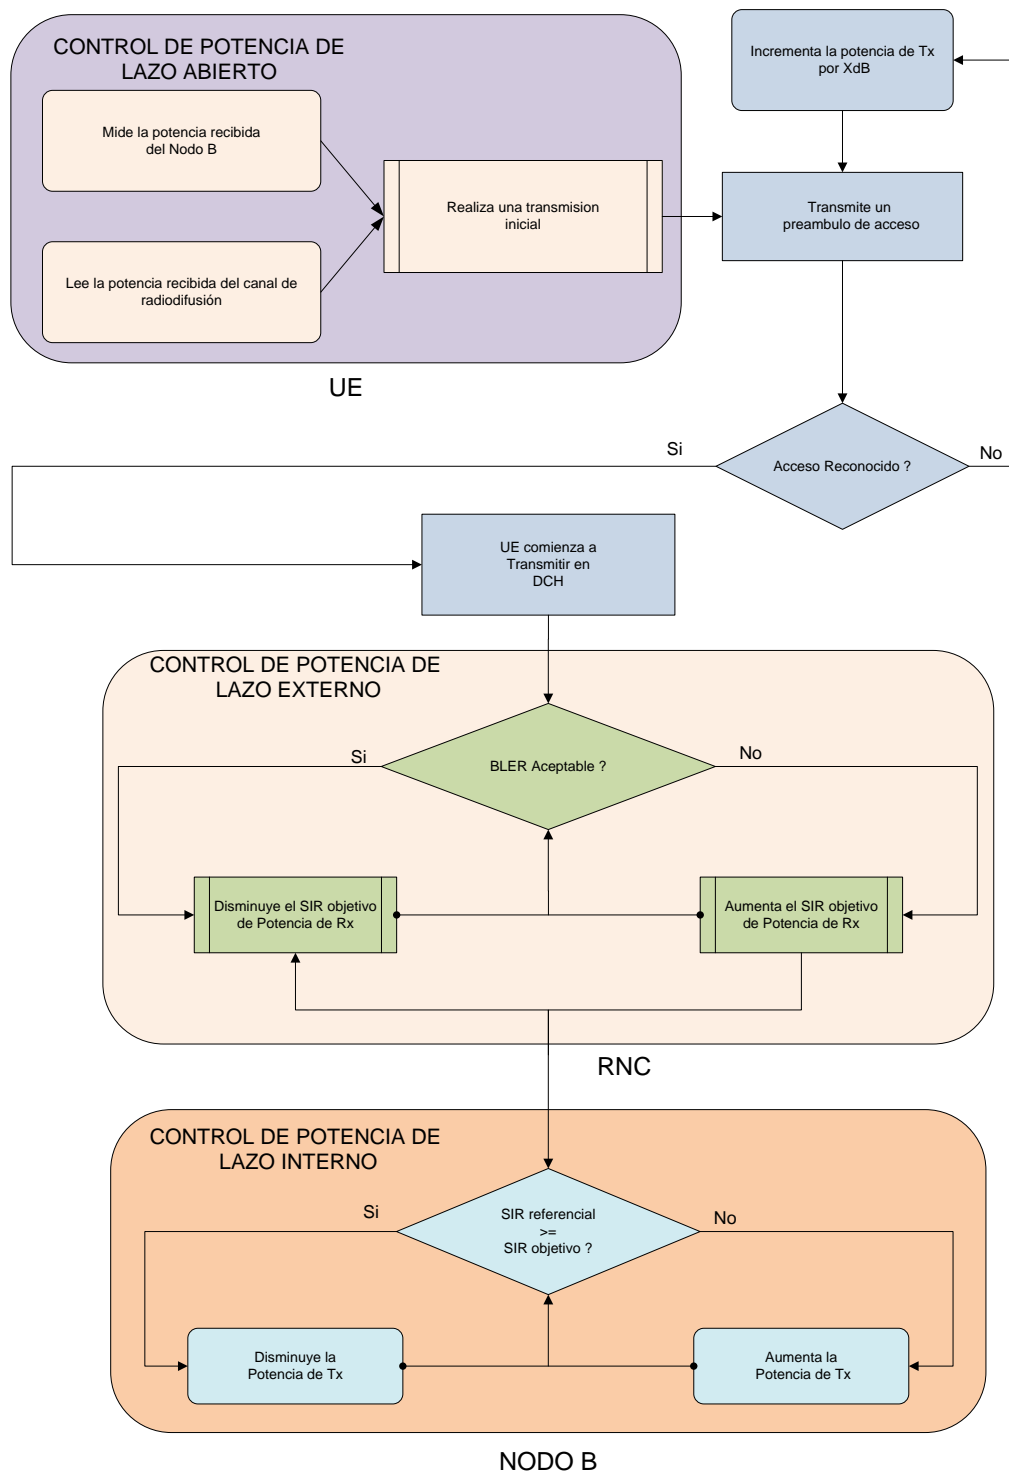 CONTROL DE POTENCIA DE
LAZO ABIERTO
Mide la potencia recibida
del Nodo B
Lee la potencia recibida del canal de
radiodifusión
Realiza una transmision
inicial
UE
Incrementa la potencia de Tx
por XdB
Transmite un
preambulo de acceso
Si
Acceso Reconocido ?
No
UE comienza a
Transmitir en
DCH
CONTROL DE POTENCIA DE
LAZO EXTERNO
Si
BLER Aceptable ?
No
Disminuye el SIR objetivo
de Potencia de Rx
Aumenta el SIR objetivo
de Potencia de Rx
RNC
CONTROL DE POTENCIA DE
LAZO INTERNO
Si
SIR referencial
>=
SIR objetivo ?
No
Disminuye la
Potencia de Tx
Aumenta la
Potencia de Tx
NODO B